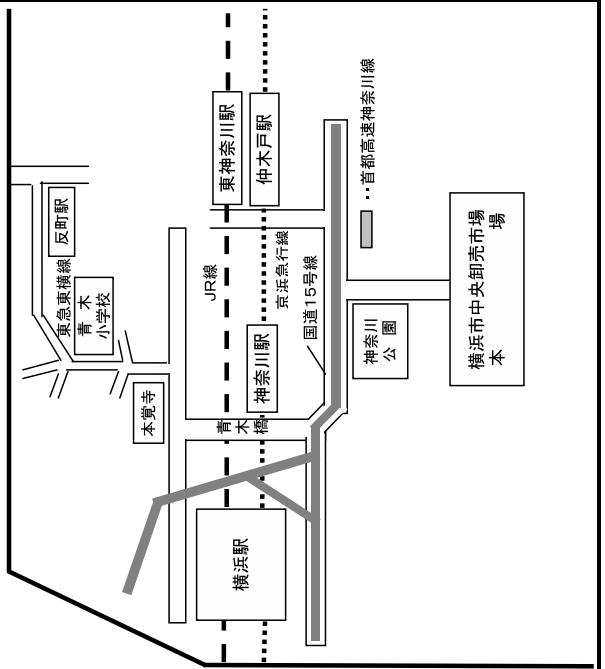 東神奈川駅
仲木戸駅
首都高速神奈川線
反町駅
東急東横線
青木
小学校
JR線
京浜急行線
国道15号線
横浜市中央卸売市場
本 場
神奈川駅
神奈川
公 園
本覚寺
青木橋
横浜駅